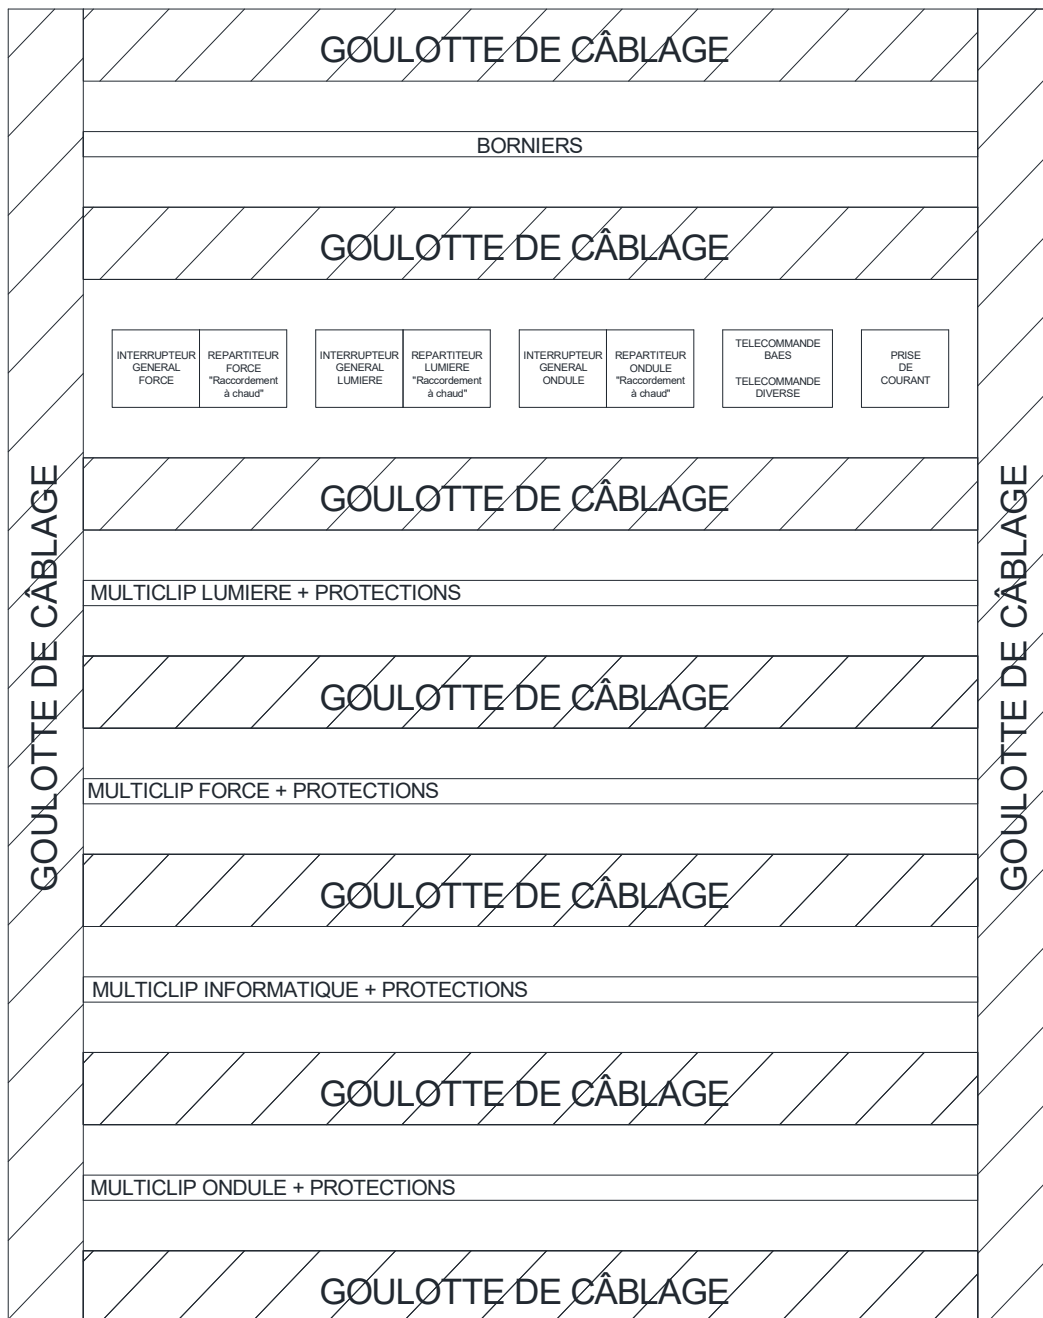 GOULOTTE DE CÂBLAGE
BORNIERS
GOULOTTE DE CÂBLAGE
INTERRUPTEUR
GENERAL
FORCE
REPARTITEUR
FORCE
"Raccordement
à chaud"
INTERRUPTEUR
GENERAL
LUMIERE
REPARTITEUR
LUMIERE
"Raccordement
à chaud"
INTERRUPTEUR
GENERAL
ONDULE
REPARTITEUR
ONDULE
"Raccordement
à chaud"
TELECOMMANDE
BAES
TELECOMMANDE
DIVERSE
PRISE
DE
COURANT
GOULOTTE DE CÂBLAGE
GOULOTTE DE CÂBLAGE
GOULOTTE DE CÂBLAGE
MULTICLIP LUMIERE + PROTECTIONS
GOULOTTE DE CÂBLAGE
MULTICLIP FORCE + PROTECTIONS
GOULOTTE DE CÂBLAGE
MULTICLIP INFORMATIQUE + PROTECTIONS
GOULOTTE DE CÂBLAGE
MULTICLIP ONDULE + PROTECTIONS
GOULOTTE DE CÂBLAGE